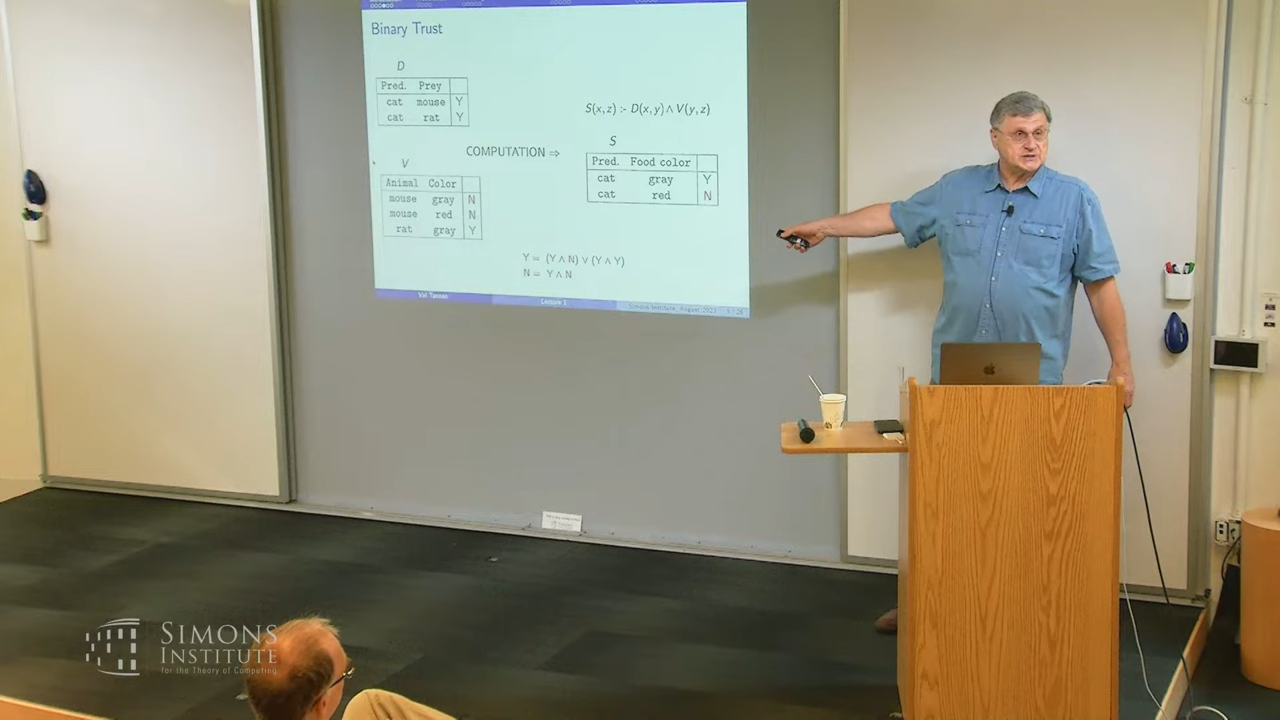 Binary Trust
D
Pred. Prey
cat mouse Y
cat rat Y
S(x, z) :- D(x, y) ∧ V(y, z)
COMPUTATION ⇒
S
Pred. Food color
cat gray Y
cat red N
V
Animal Color
mouse gray N
mouse red N
rat gray Y
Y = (Y ∧ N) ∨ (Y ∧ Y)
N = Y ∧ N
Val Tannen Lecture 1 Simons Institute, August 2023
SIMONS
INSTITUTE
for the Theory of Computing